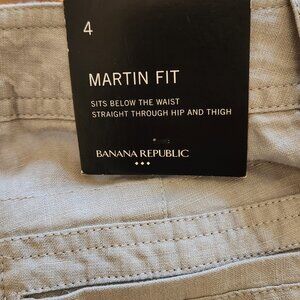 4
MARTIN FIT
SITS BELOW THE WAIST
STRAIGHT THROUGH HIP AND THIGH
BANANA REPUBLIC